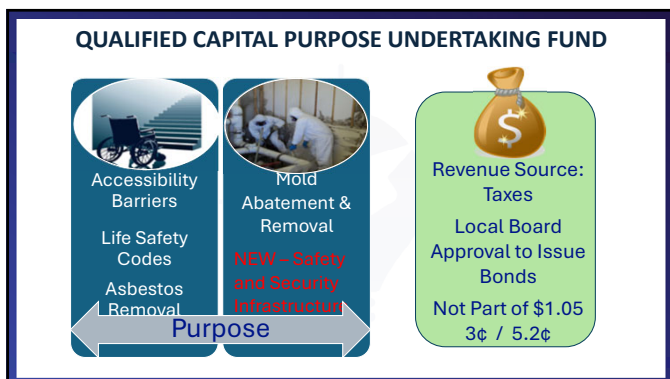 QUALIFIED CAPITAL PURPOSE UNDERTAKING FUND
Accessibility
Barriers
Life Safety
Codes
Asbestos
Removal
Mold
Abatement &
Removal
NEW – Safety
and Security
Infrastructure
Purpose
$
Revenue Source:
Taxes
Local Board
Approval to Issue
Bonds
Not Part of $1.05
3¢ / 5.2¢